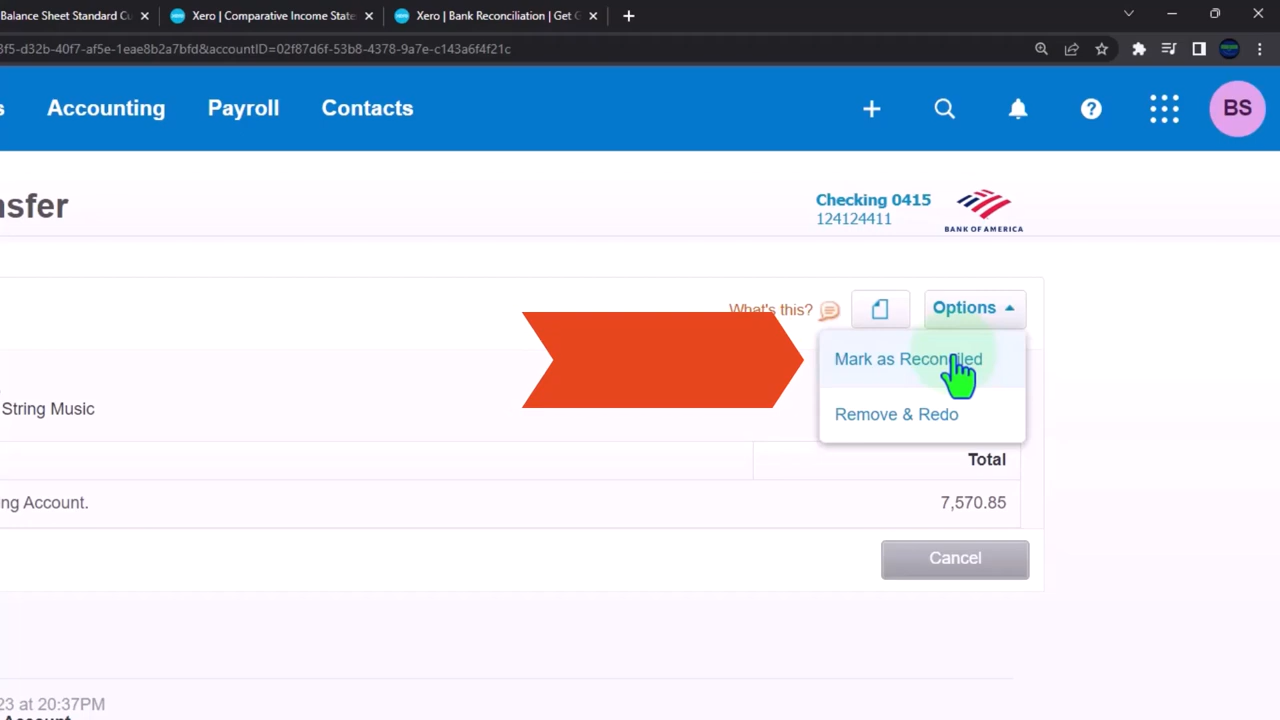 Balance Sheet Standard Cu
Xero | Comparative Income State
Xero | Bank Reconciliation | Get G
3f5-d32b-40f7-af5e-1eae8b2a7bfd&accountID=02f87d6f-53b8-4378-9a7e-c143a6f4f21c
s Accounting Payroll Contacts
BS
nsfer
Checking 0415
124124411
BANK OF AMERICA
What's this?
Options
Mark as Reconciled
Remove & Redo
String Music
Total
ng Account.
7,570.85
Cancel
23 at 20:37PM
Account